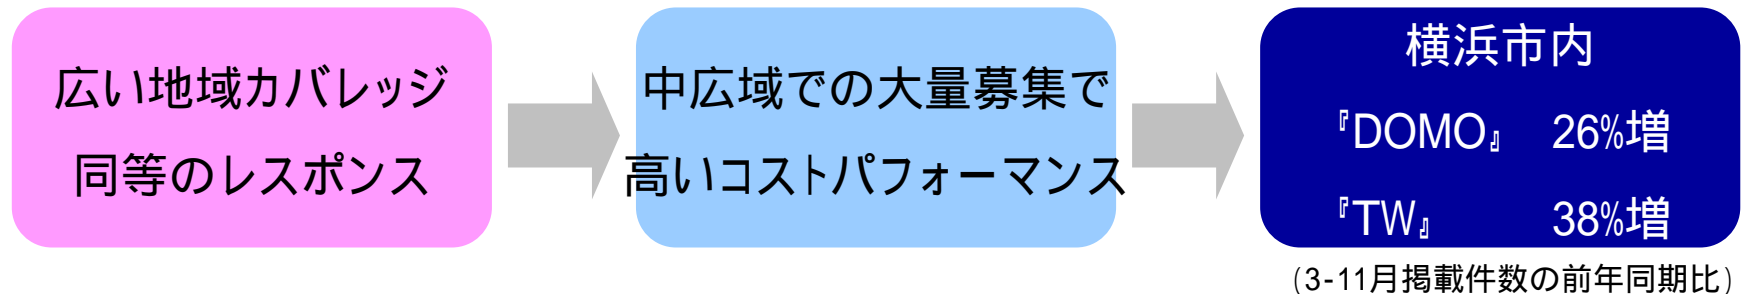 広い地域カバレッジ
同等のレスポンス
中広域での大量募集で
高いコストパフォーマンス
横浜市内
『DOMO』 26%増
『TW』 38%増
(3-11月掲載件数の前年同期比)